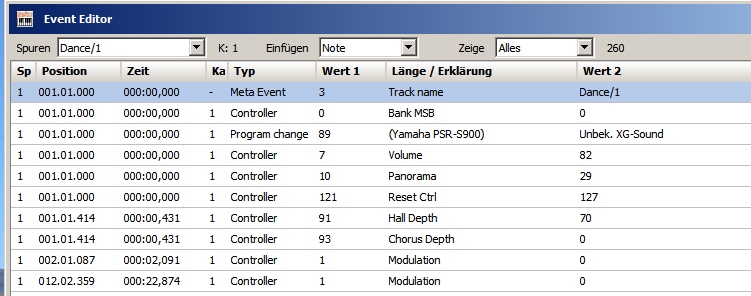 Event Editor
Spuren Dance/1 K: 1 Einfügen Note Zeige Alles 260
Sp Position Zeit Ka Typ Wert 1 Länge / Erklärung Wert 2
1 001.01.000 000:00,000 - Meta Event 3 Track name Dance/1
1 001.01.000 000:00,000 1 Controller 0 Bank MSB 0
1 001.01.000 000:00,000 1 Program change 89 (Yamaha PSR-S900) Unbek. XG-Sound
1 001.01.000 000:00,000 1 Controller 7 Volume 82
1 001.01.000 000:00,000 1 Controller 10 Panorama 29
1 001.01.000 000:00,000 1 Controller 121 Reset Ctrl 127
1 001.01.414 000:00,431 1 Controller 91 Hall Depth 70
1 001.01.414 000:00,431 1 Controller 93 Chorus Depth 0
1 002.01.087 000:02,091 1 Controller 1 Modulation 0
1 012.02.359 000:22,874 1 Controller 1 Modulation 0